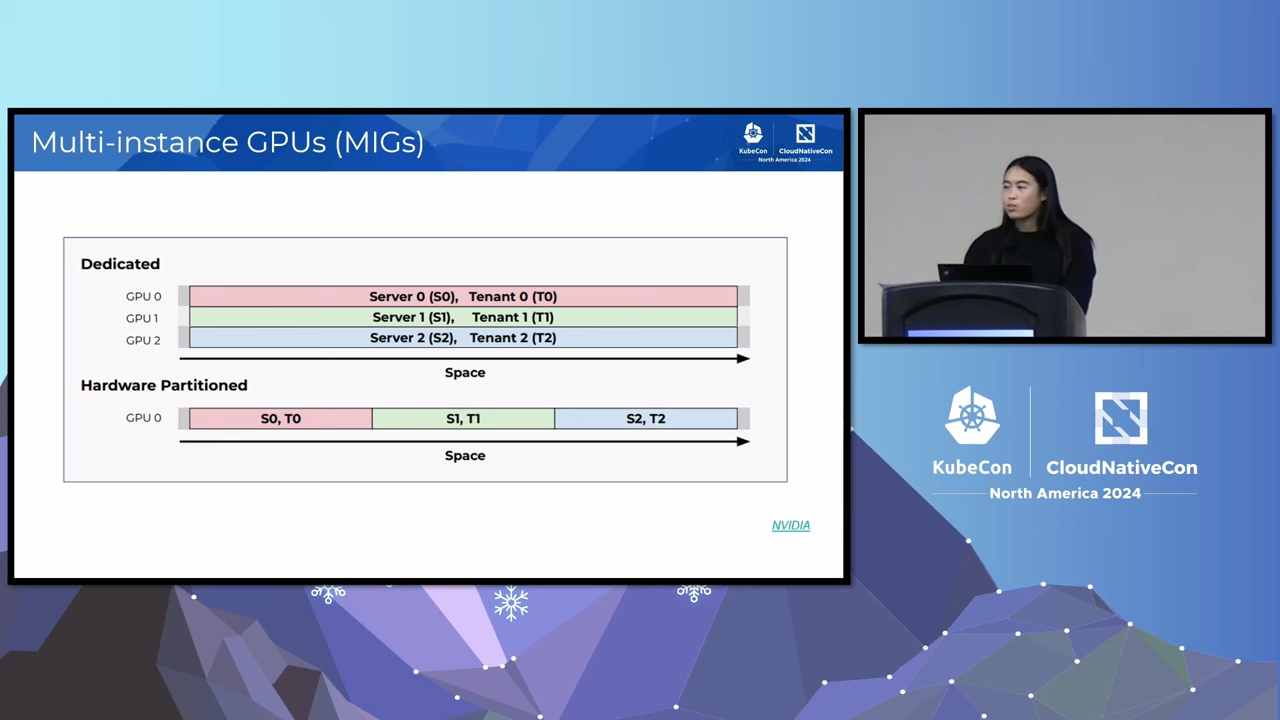 Multi-instance GPUs (MIGs)
KubeCon
CloudNativeCon
North America 2024
Dedicated
GPU 0
Server 0 (S0), Tenant 0 (T0)
GPU 1
Server 1 (S1), Tenant 1 (T1)
GPU 2
Server 2 (S2), Tenant 2 (T2)
Space
Hardware Partitioned
GPU 0
S0, T0
S1, T1
S2, T2
Space
NVIDIA
KubeCon
CloudNativeCon
North America 2024